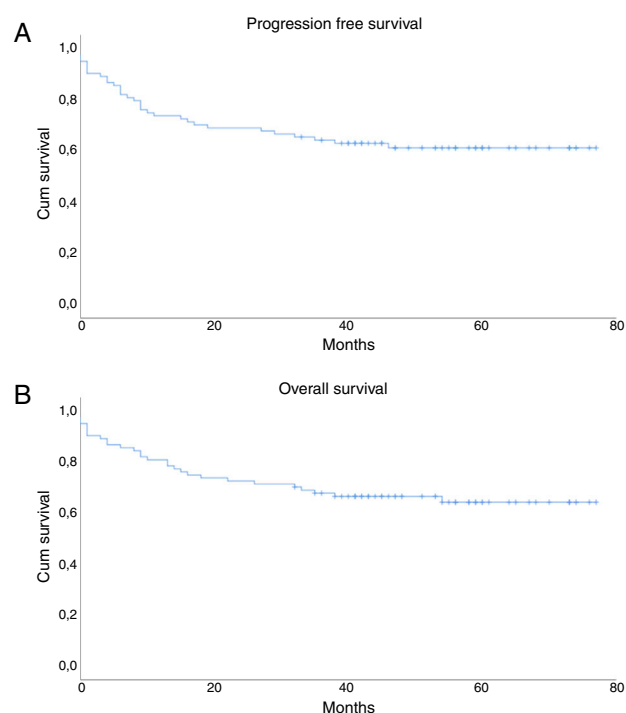 A
Progression free survival
1,0
0,8
0,6
0,4
0,2
0,0
Cum survival
0 20 40 60 80
Months
B
Overall survival
1,0
0,8
0,6
0,4
0,2
0,0
Cum survival
0 20 40 60 80
Months